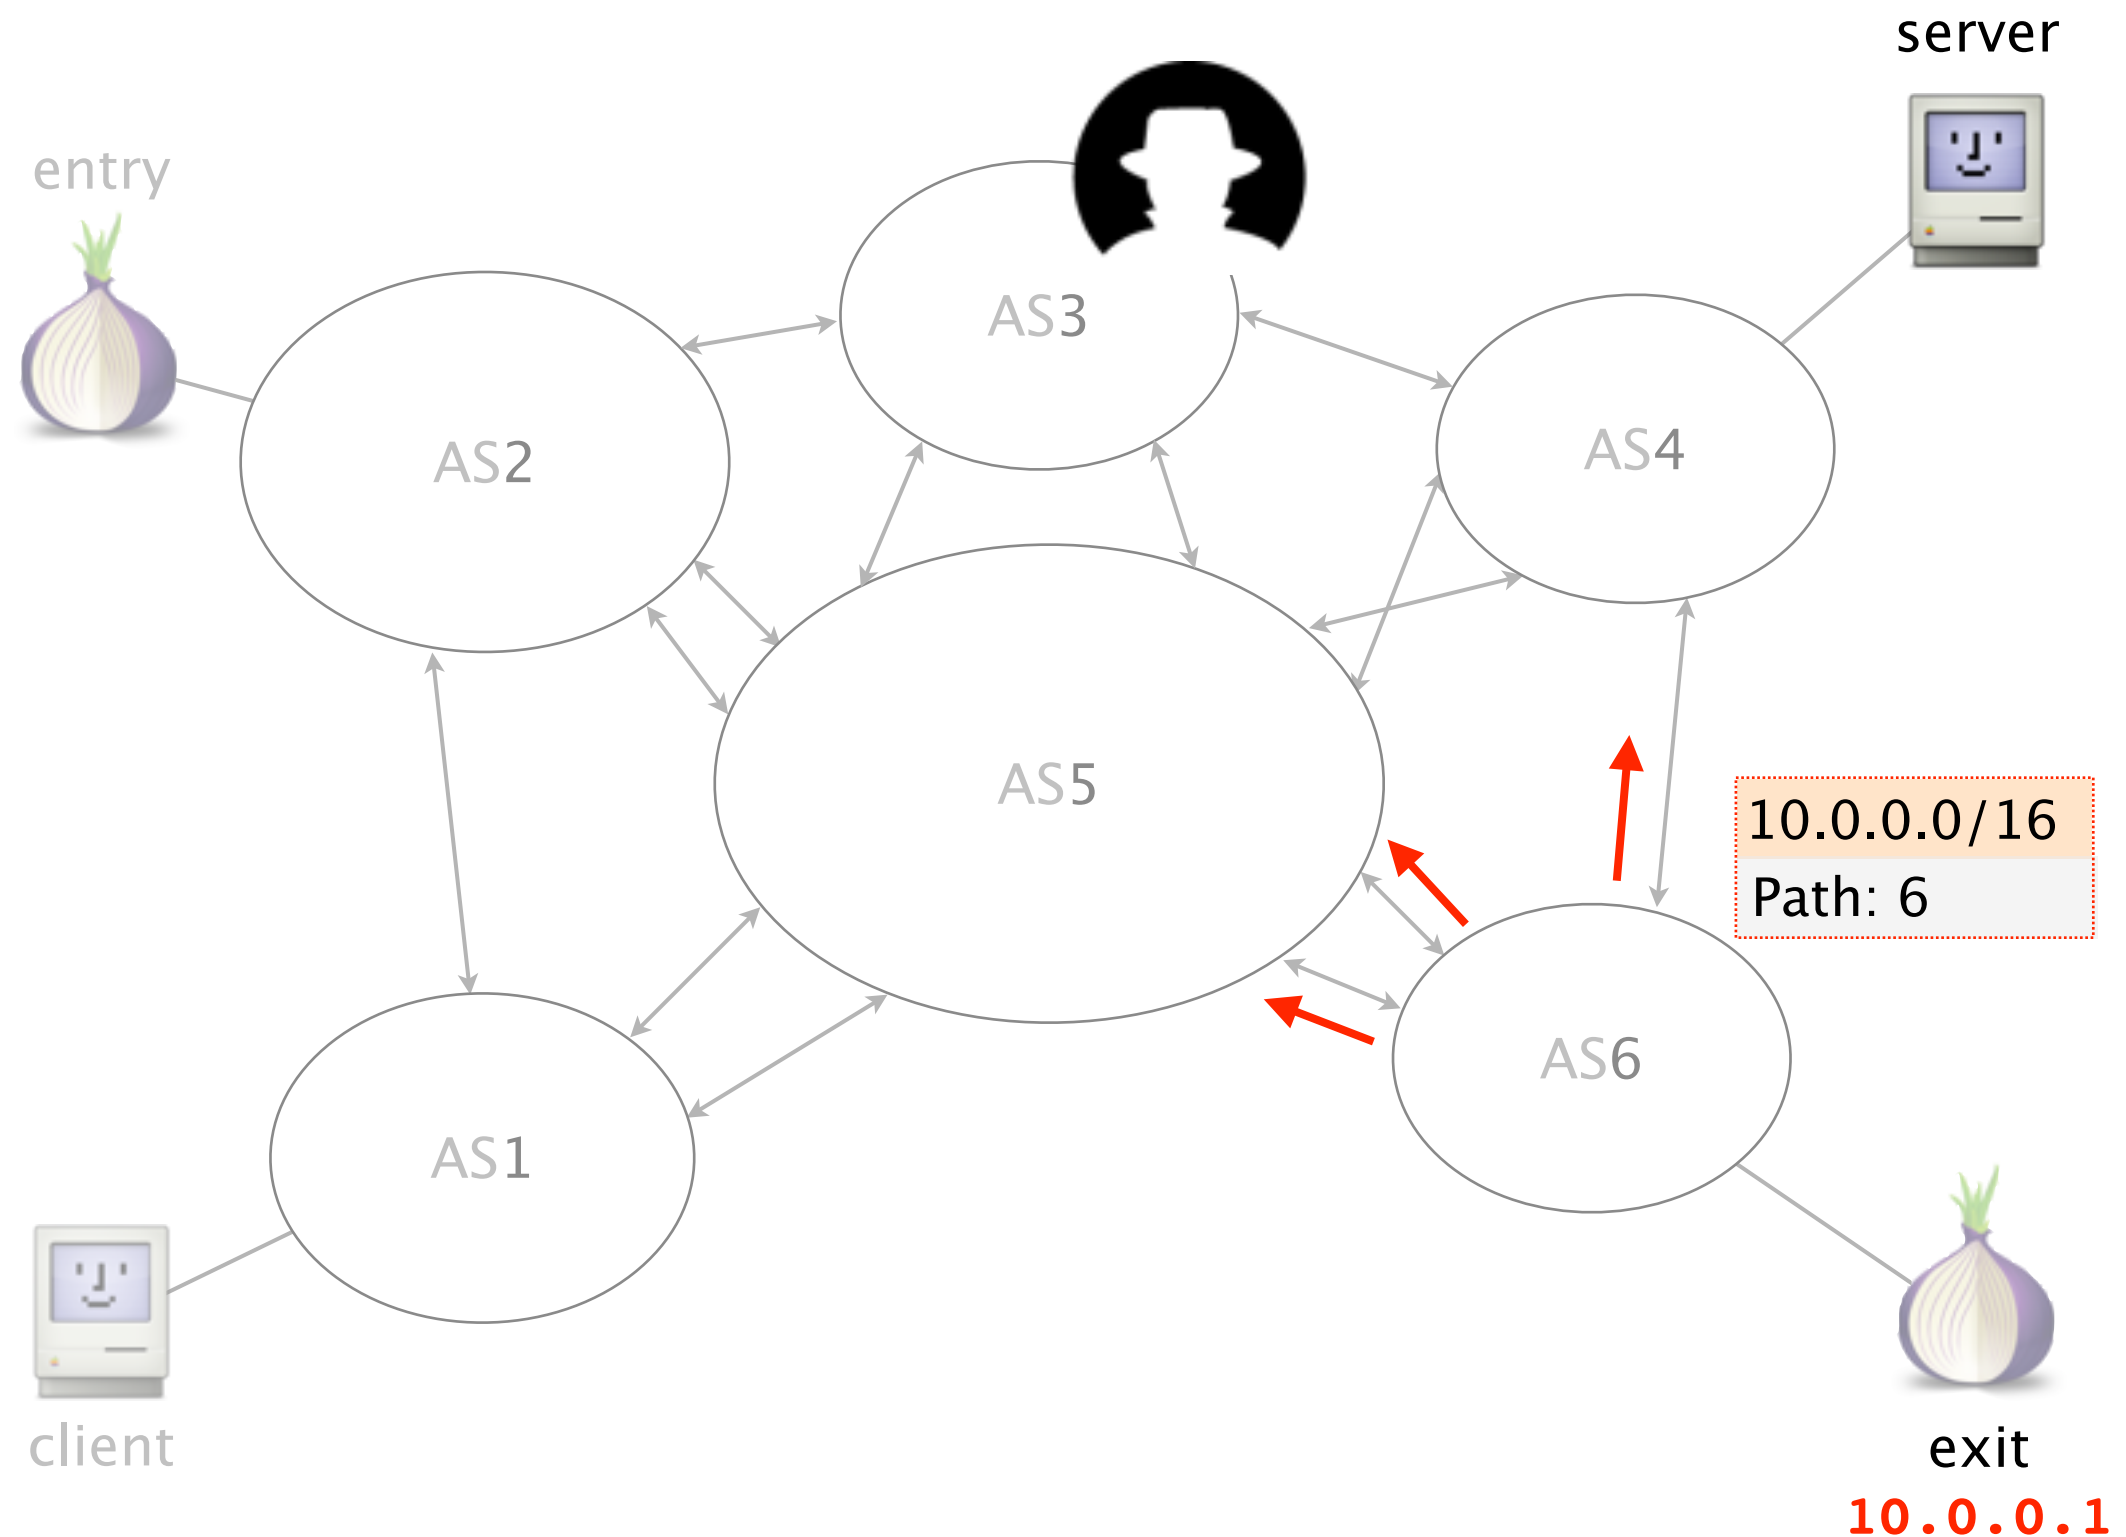 server
entry
AS3
AS4
AS2
AS5
10.0.0.0/16
Path: 6
AS6
AS1
client
exit
10.0.0.1